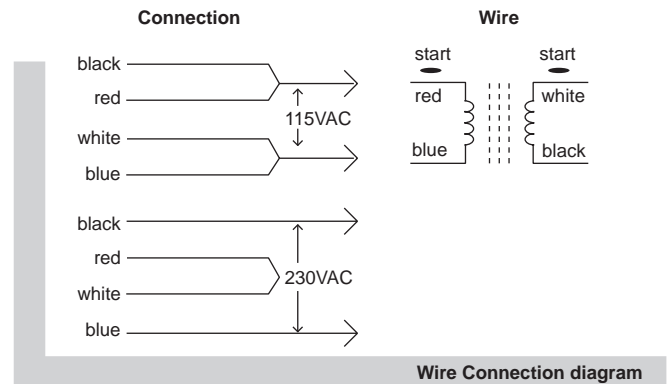 Connection
black
red
115VAC
white
blue
black
red
230VAC
white
blue
Wire
start start
red white
blue black
Wire Connection diagram